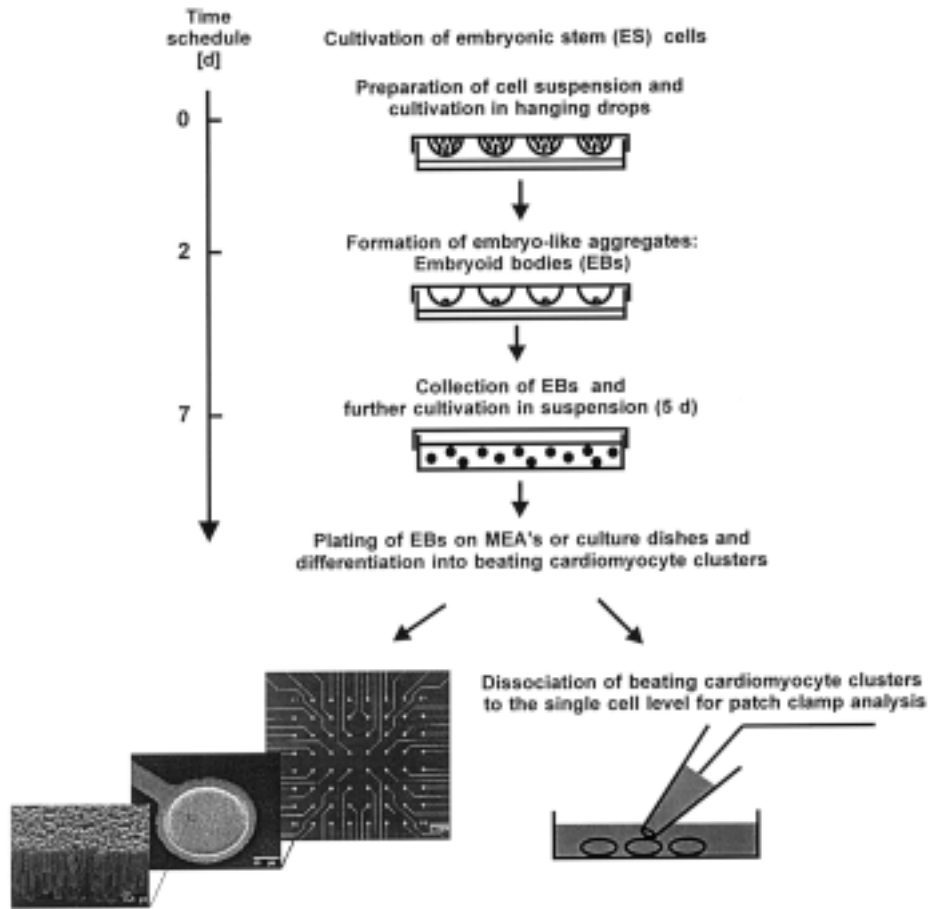 Time
schedule
[d]
Cultivation of embryonic stem (ES) cells
Preparation of cell suspension and
cultivation in hanging drops
0
Formation of embryo-like aggregates:
Embryoid bodies (EBs)
2
Collection of EBs and
further cultivation in suspension (5 d)
7
Plating of EBs on MEA's or culture dishes and
differentiation into beating cardiomyocyte clusters
Dissociation of beating cardiomyocyte clusters
to the single cell level for patch clamp analysis